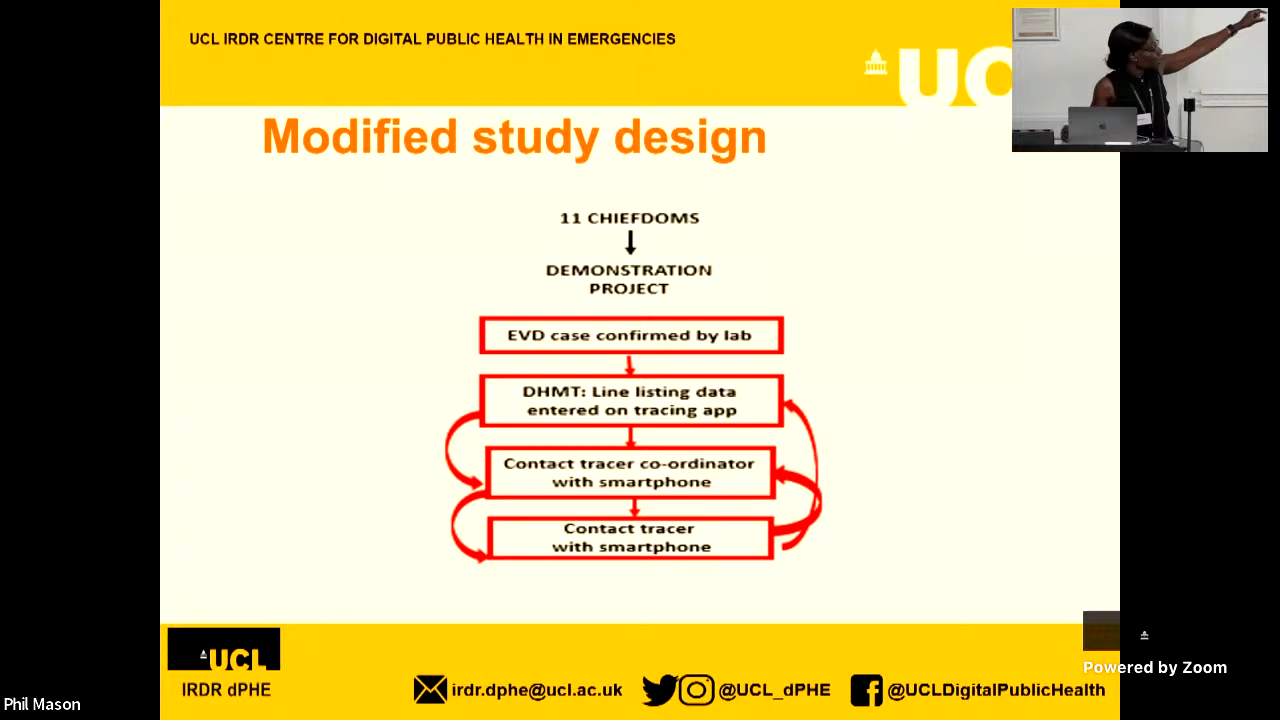 UCL IRDR CENTRE FOR DIGITAL PUBLIC HEALTH IN EMERGENCIES
UC
Modified study design
11 CHIEFDOMS
DEMONSTRATION
PROJECT
EVD case confirmed by lab
DHMT: Line listing data
entered on tracing app
Contact tracer co-ordinator
with smartphone
Contact tracer
with smartphone
UCL
IRDR dPHE
irdr.dphe@ucl.ac.uk
@UCL_dPHE
@UCLDigitalPublicHealth
Powered by Zoom
Phil Mason